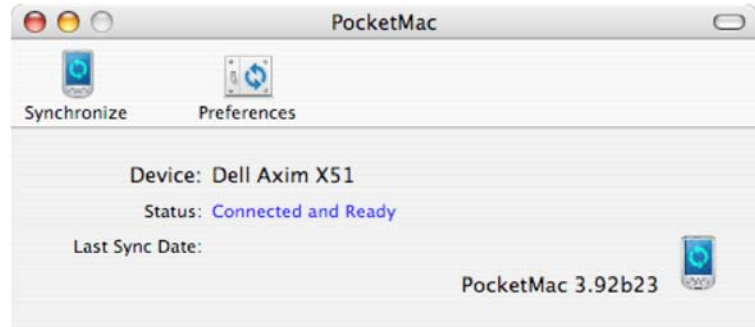 PocketMac
Synchronize Preferences
Device: Dell Axim X51
Status: Connected and Ready
Last Sync Date:
PocketMac 3.92b23